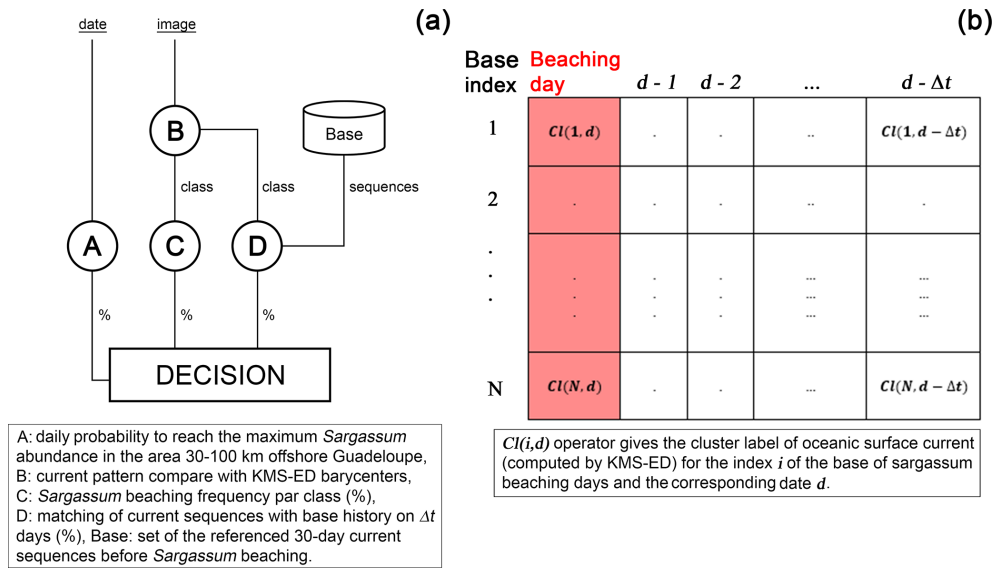 (a)
date
image
B
Base
class
class
sequences
A
C
D
%
%
%
DECISION
A: daily probability to reach the maximum Sargassum
abundance in the area 30-100 km offshore Guadeloupe,
B: current pattern compare with KMS-ED barycenters,
C: Sargassum beaching frequency par class (%),
D: matching of current sequences with base history on Δt
days (%), Base: set of the referenced 30-day current
sequences before Sargassum beaching.
(b)
Base
index
Beaching
day
d - 1
d - 2
...
d - Δt
1
Cl(1, d)
.
.
..
Cl(1, d − Δt)
2
.
.
.
..
.
.
.
.
.
.
.
.
.
.
.
.
.
...
...
...
...
...
...
N
Cl(N, d)
.
.
...
Cl(N, d − Δt)
Cl(i,d) operator gives the cluster label of oceanic surface current
(computed by KMS-ED) for the index i of the base of sargassum
beaching days and the corresponding date d.